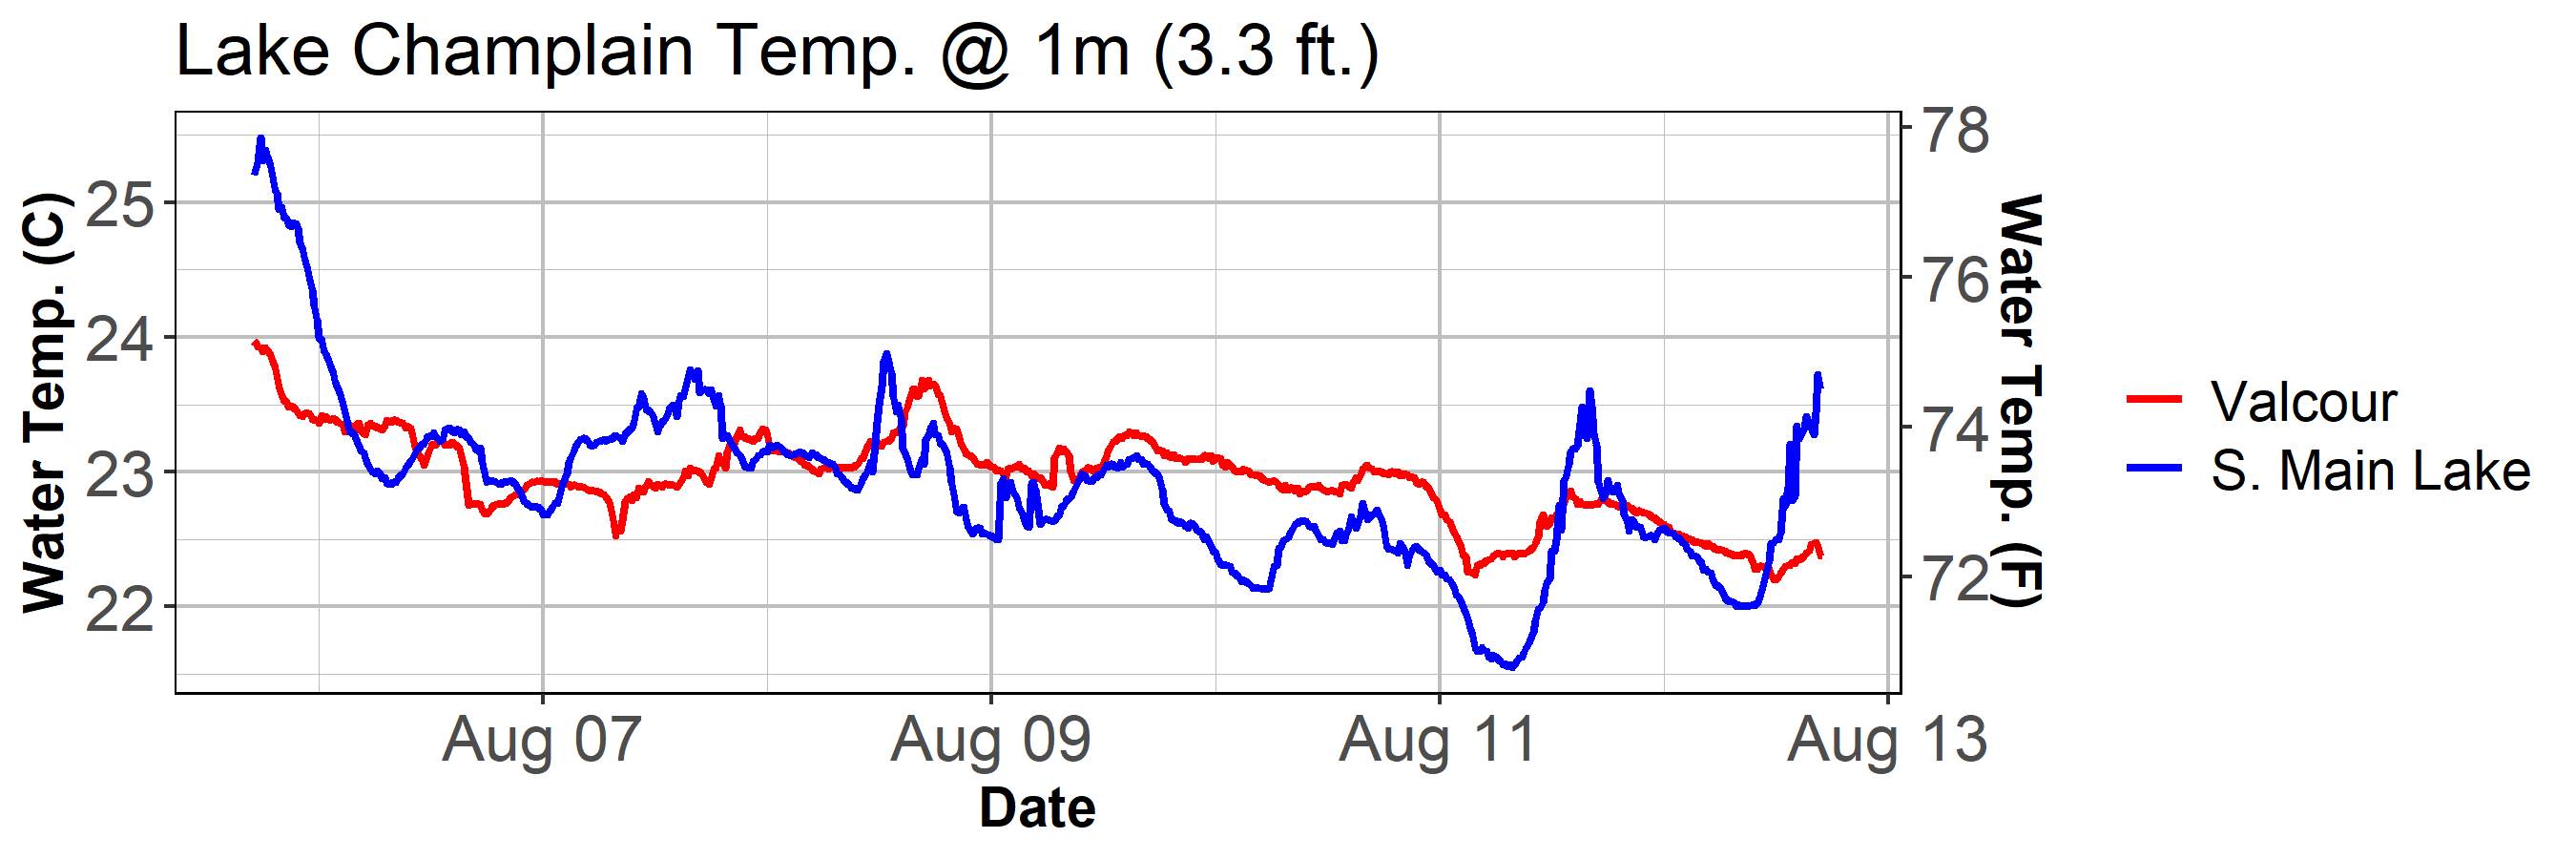 Lake Champlain Temp. @ 1m (3.3 ft.)
Water Temp. (C)
25
24
23
22
78
76
74
72
Water Temp. (F)
Aug 07
Aug 09
Aug 11
Aug 13
Date
Valcour
S. Main Lake